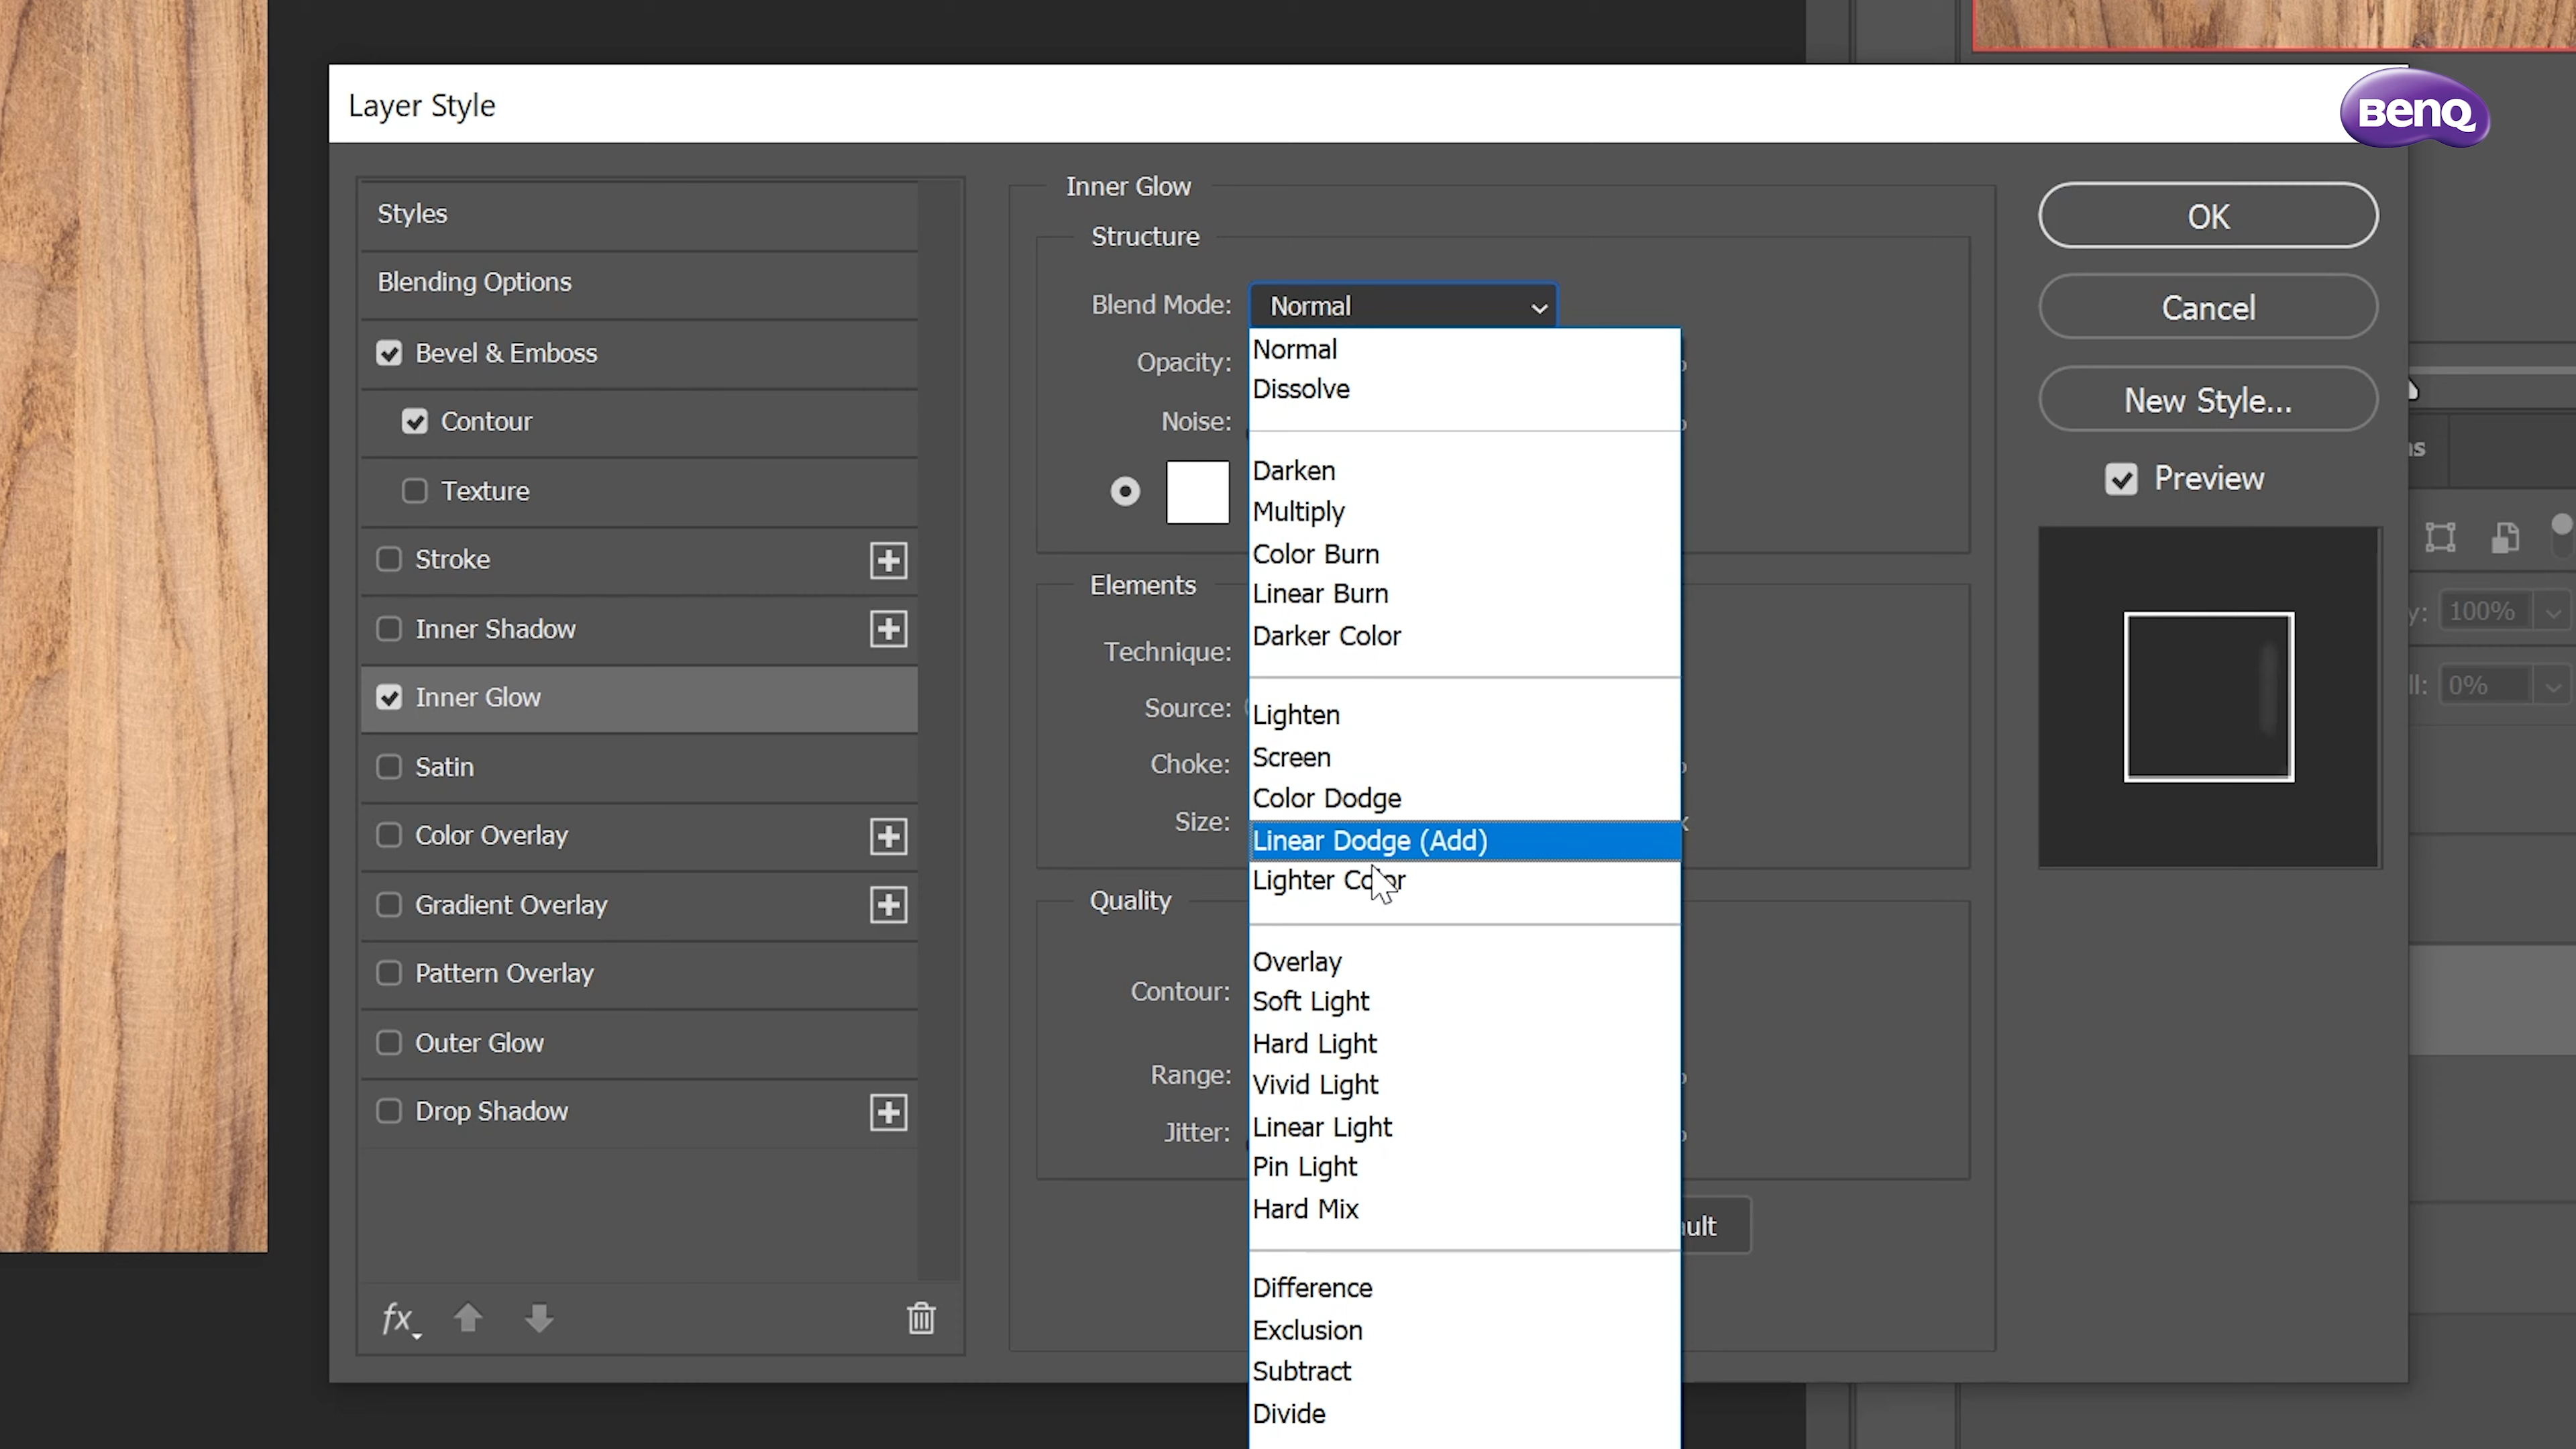 Layer Style
BenQ
Styles
Blending Options
Bevel & Emboss
Contour
Texture
Stroke
Inner Shadow
Inner Glow
Satin
Color Overlay
Gradient Overlay
Pattern Overlay
Outer Glow
Drop Shadow
fx
Inner Glow
Structure
Blend Mode: Normal
Opacity:
Noise:
Elements
Technique:
Source:
Choke:
Size:
Quality
Contour:
Range:
Jitter:
Normal
Dissolve
Darken
Multiply
Color Burn
Linear Burn
Darker Color
Lighten
Screen
Color Dodge
Linear Dodge (Add)
Lighter Color
Overlay
Soft Light
Hard Light
Vivid Light
Linear Light
Pin Light
Hard Mix
Difference
Exclusion
Subtract
Divide
OK
Cancel
New Style...
Preview
100%
0%